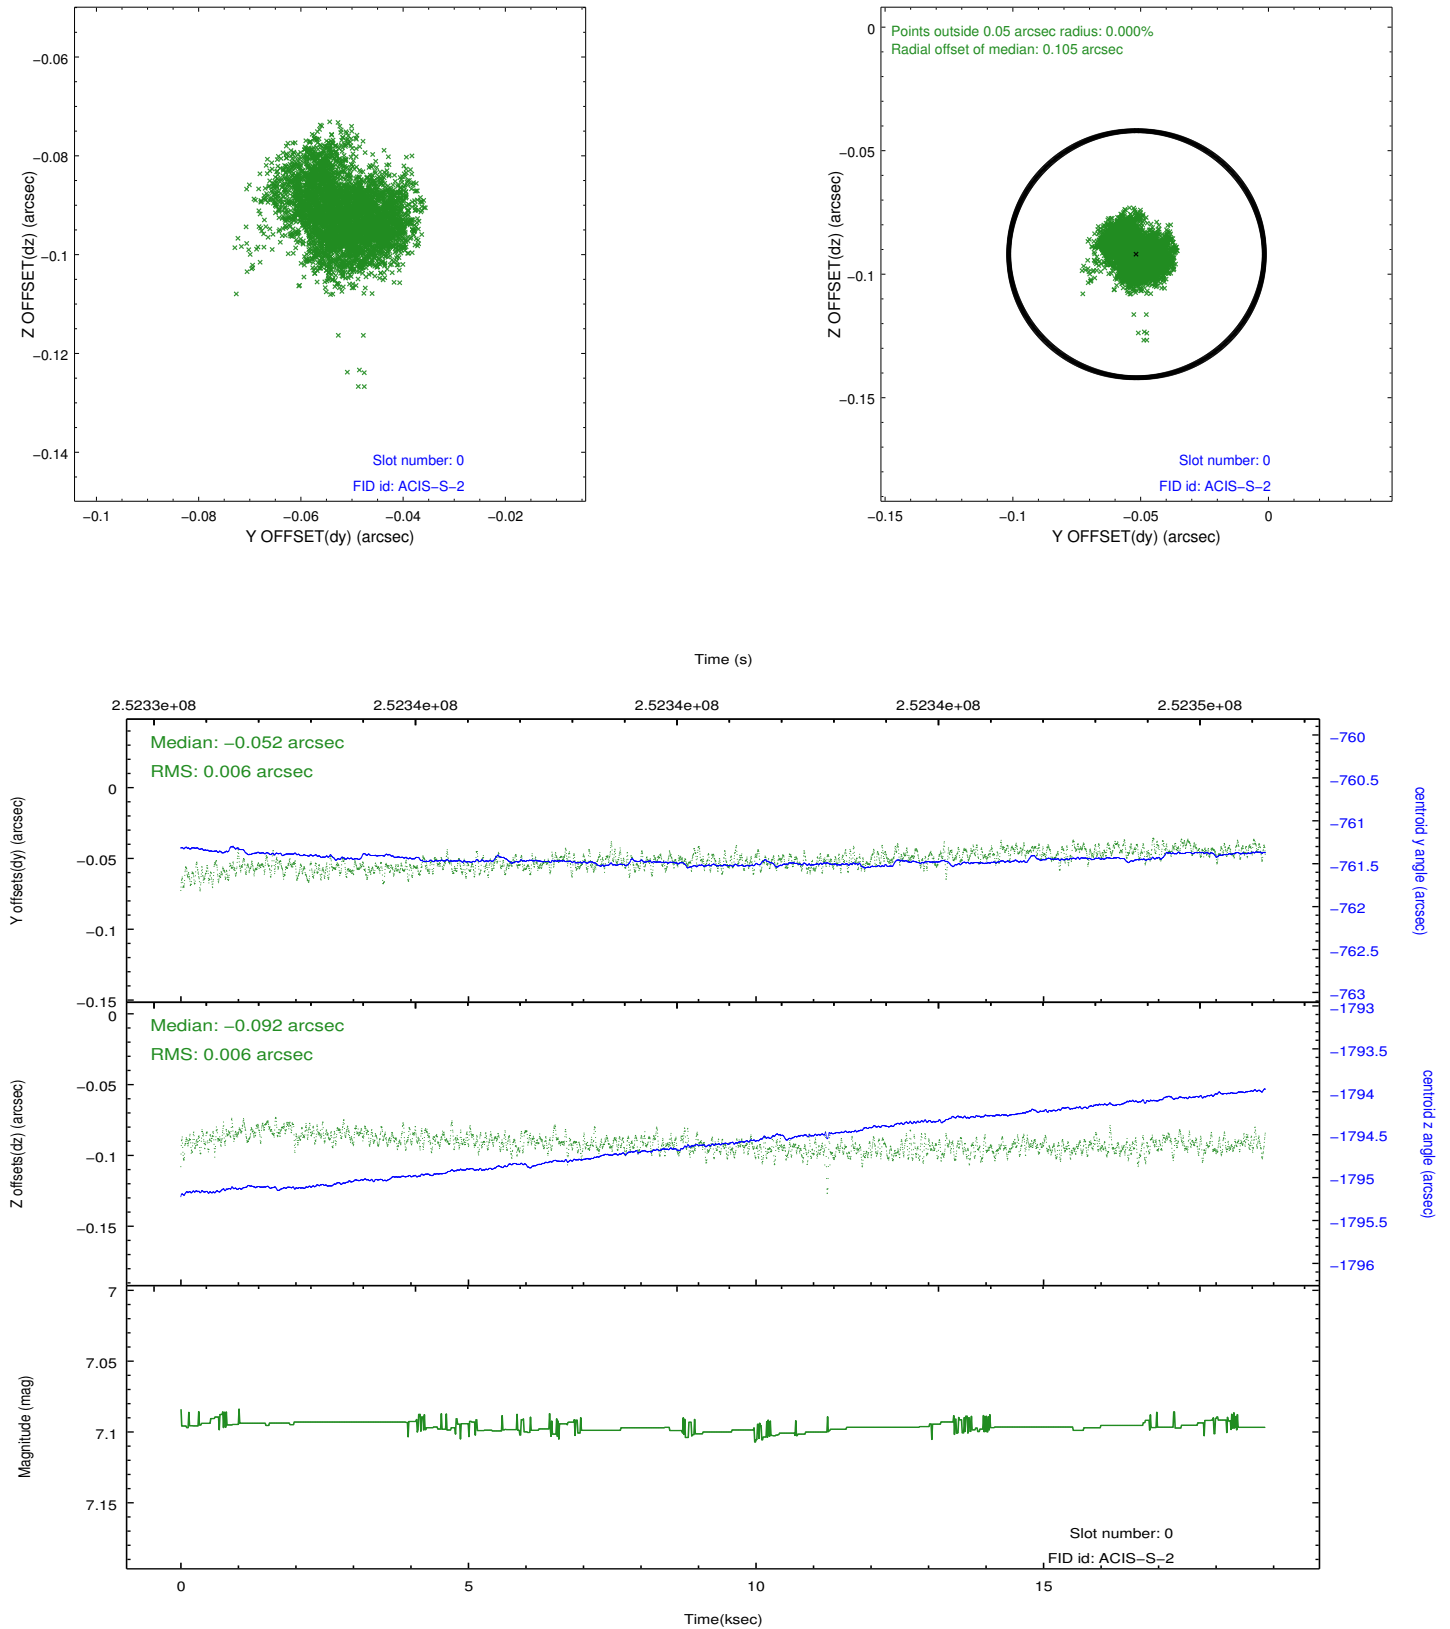 −0.06
−0.08
−0.1
−0.12
−0.14
Z OFFSET(dz) (arcsec)
Slot number: 0
FID id: ACIS−S−2
−0.1
−0.08
−0.06
−0.04
−0.02
Y OFFSET(dy) (arcsec)
Points outside 0.05 arcsec radius: 0.000%
Radial offset of median: 0.105 arcsec
0
−0.05
−0.1
−0.15
Z OFFSET(dz) (arcsec)
Slot number: 0
FID id: ACIS−S−2
−0.15
−0.1
−0.05
0
Y OFFSET(dy) (arcsec)
Time (s)
2.5233e+08
2.5234e+08
2.5234e+08
2.5234e+08
2.5235e+08
Median: −0.052 arcsec
RMS: 0.006 arcsec
0
−0.05
−0.1
−0.15
Y offsets(dy) (arcsec)
−760
−760.5
−761
−761.5
−762
−762.5
−763
centroid y angle (arcsec)
Median: −0.092 arcsec
RMS: 0.006 arcsec
0
−0.05
−0.1
−0.15
Z offsets(dz) (arcsec)
−1793
−1793.5
−1794
−1794.5
−1795
−1795.5
−1796
centroid z angle (arcsec)
7
7.05
7.1
7.15
Magnitude (mag)
Slot number: 0
FID id: ACIS−S−2
0
5
10
15
Time(ksec)